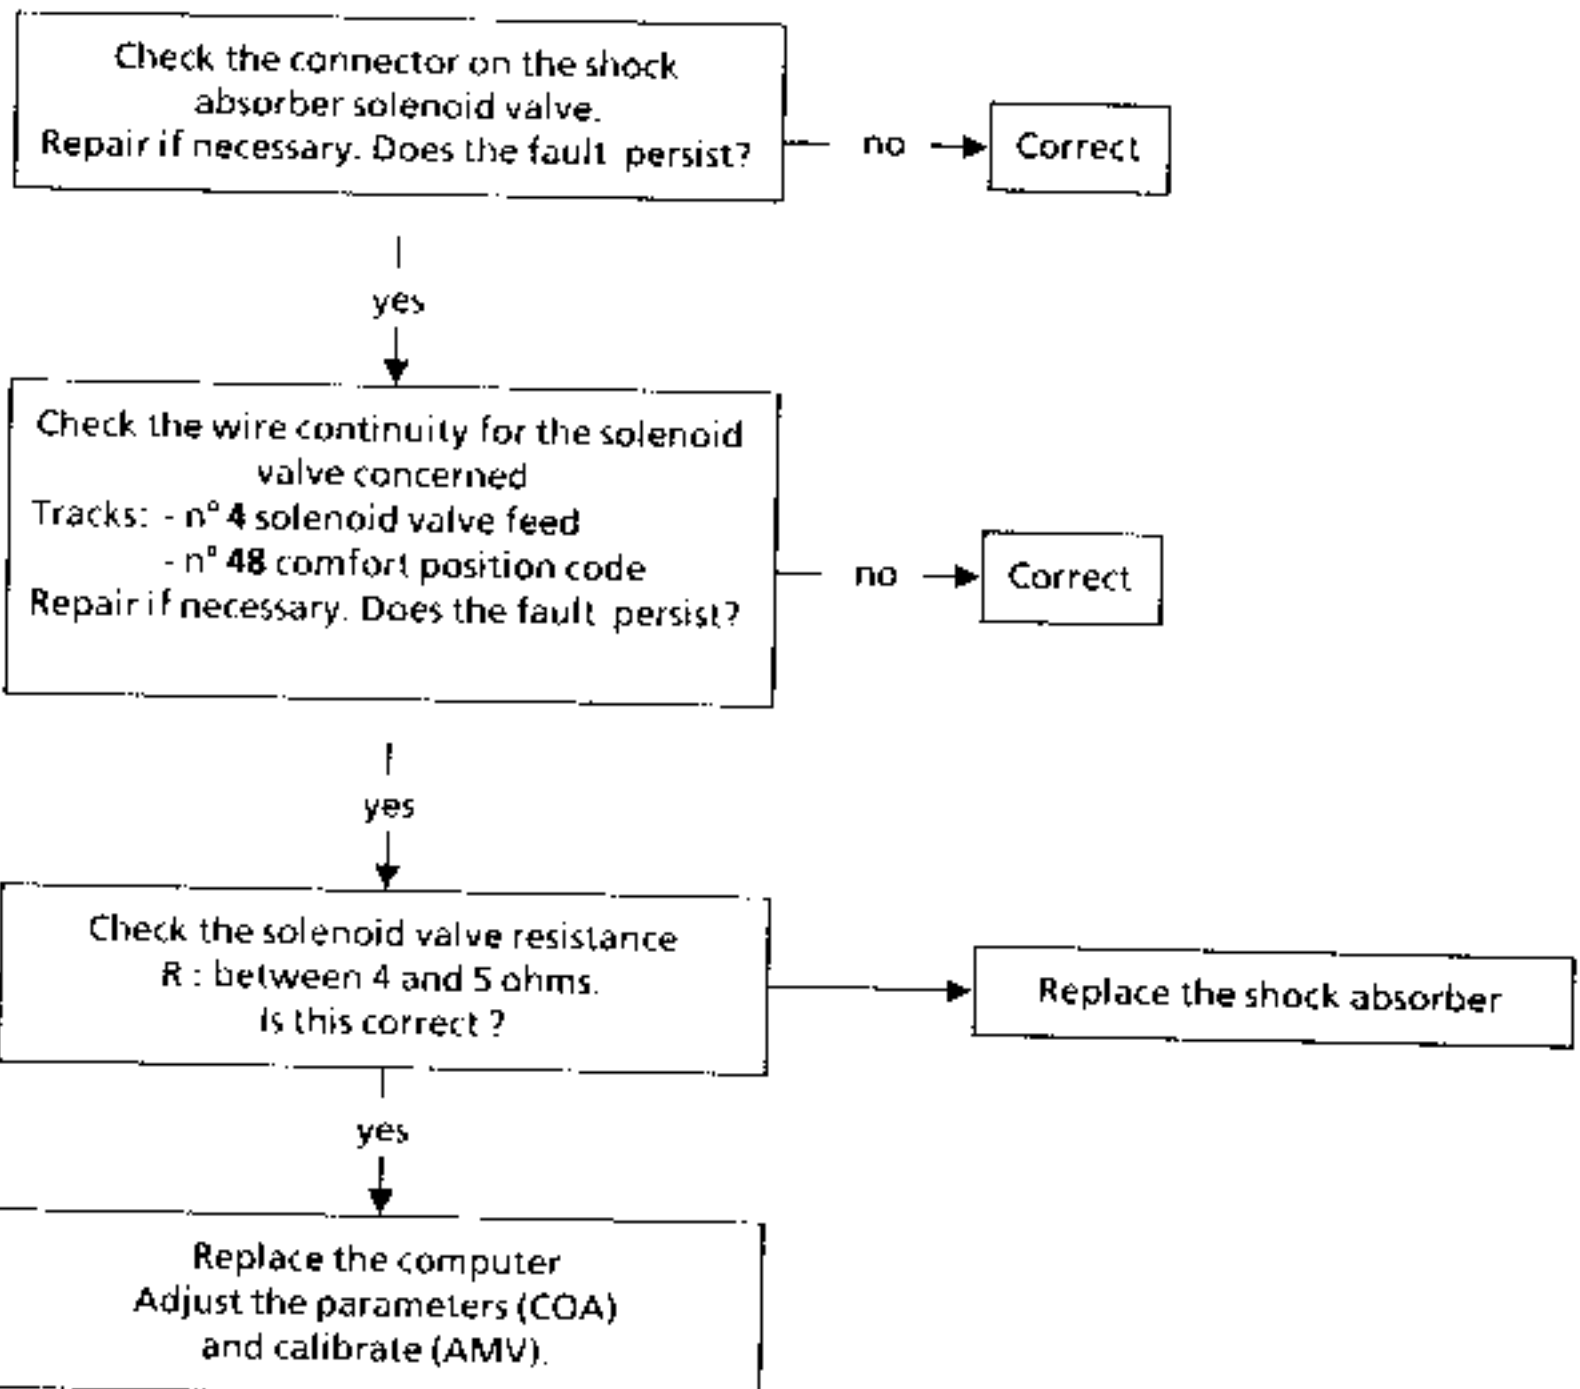 Check the connector on the shock
absorber solenoid valve.
Repair if necessary. Does the fault persist?
no
Correct
yes
Check the wire continuity for the solenoid
valve concerned
Tracks: - n° 4 solenoid valve feed
- n° 48 comfort position code
Repair if necessary. Does the fault persist?
no
Correct
yes
Check the solenoid valve resistance
R : between 4 and 5 ohms.
Is this correct ?
Replace the shock absorber
yes
Replace the computer
Adjust the parameters (COA)
and calibrate (AMV).